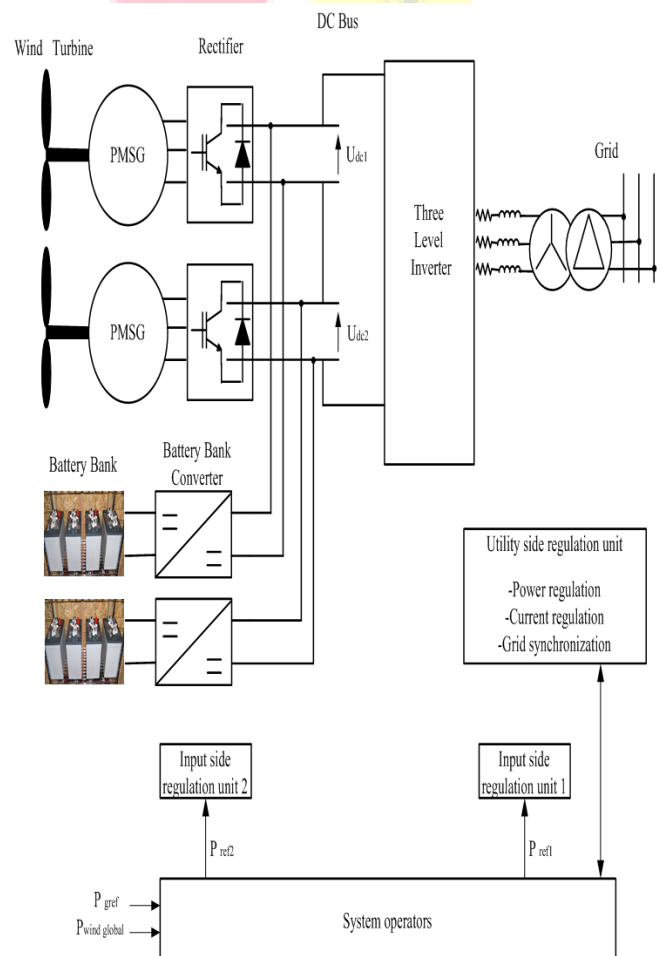 DC Bus
Wind Turbine
Rectifier
PMSG
Udc1
Grid
Three
Level
Inverter
PMSG
Udc2
Battery Bank
Battery Bank
Converter
Utility side regulation unit
-Power regulation
-Current regulation
-Grid synchronization
Input side
regulation unit 2
Input side
regulation unit 1
P ref2
P ref1
P gref
Pwind global
System operators